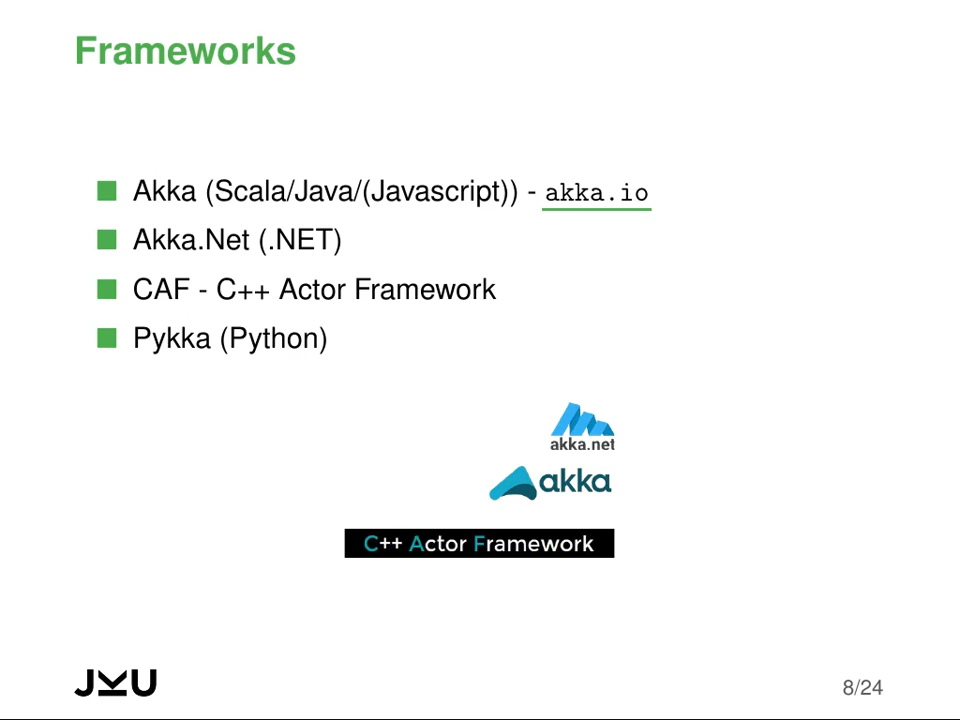 Frameworks
Akka (Scala/Java/(Javascript)) - akka.io
Akka.Net (.NET)
CAF - C++ Actor Framework
Pykka (Python)
akka.net
akka
C++ Actor Framework
JKU
8/24